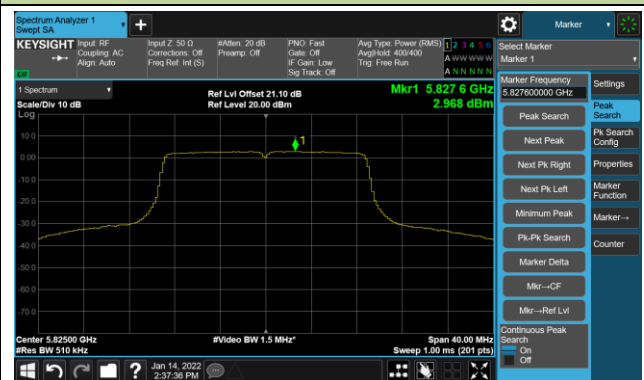 Spectrum Analyzer 1
Swept SA
+
Marker
KEYSIGHT
Input: RF
Coupling: AC
Align: Auto
Input Z: 50 Ω
Corrections: Off
Freq Ref: Int (S)
#Atten: 20 dB
Preamp: Off
PNO: Fast
Gate: Off
IF Gain: Low
Sig Track: Off
Avg Type: Power (RMS)
Avg|Hold: 400/400
Trig: Free Run
1 2 3 4 5 6
A W W W W W
A N N N N N
Select Marker
Marker 1
1 Spectrum
Scale/Div 10 dB
Log
Ref Lvl Offset 21.10 dB
Ref Level 20.00 dBm
Mkr1 5.827 6 GHz
2.968 dBm
10.0
0.00
-10.0
-20.0
-30.0
-40.0
-50.0
-60.0
-70.0
1
Center 5.82500 GHz
#Res BW 510 kHz
#Video BW 1.5 MHz*
Span 40.00 MHz
Sweep 1.00 ms (201 pts)
Marker Frequency
5.827600000 GHz
Peak Search
Next Peak
Next Pk Right
Next Pk Left
Minimum Peak
Pk-Pk Search
Marker Delta
Mkr→CF
Mkr→Ref Lvl
Continuous Peak
Search
On
Off
Settings
Peak
Search
Pk Search
Config
Properties
Marker
Function
Marker→
Counter
?
Jan 14, 2022
2:37:36 PM